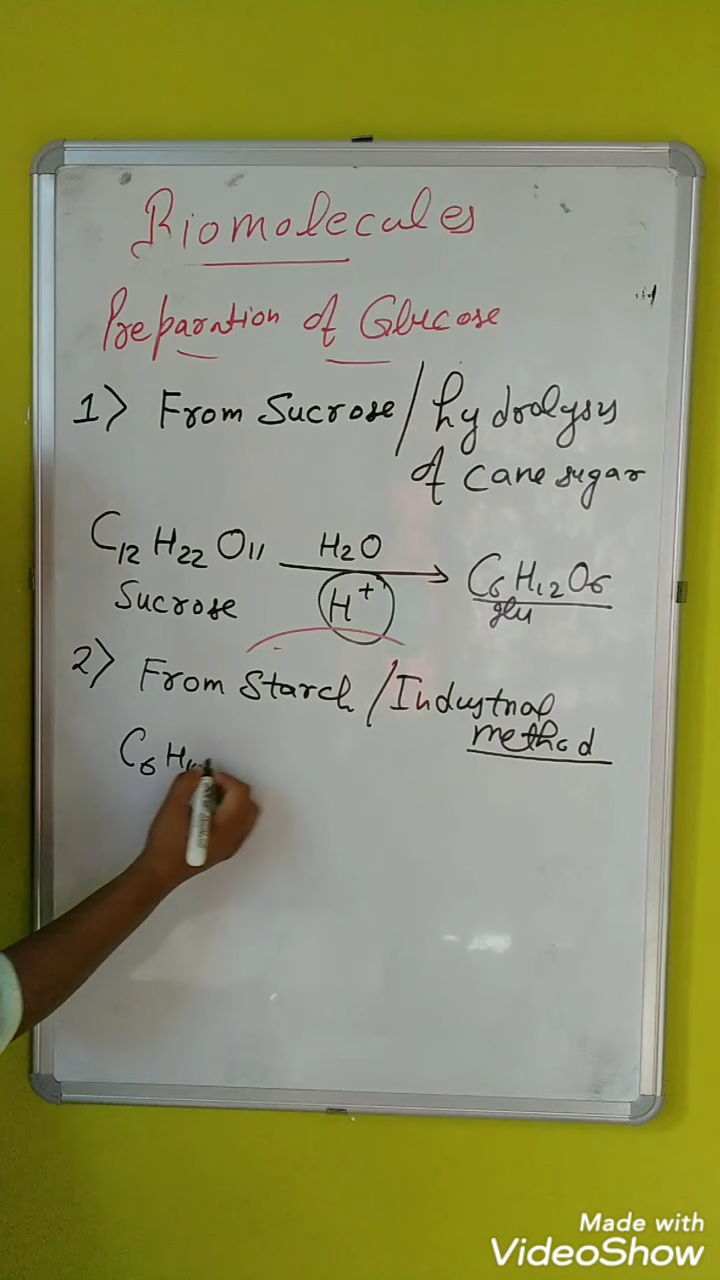 Biomolecules
Preparation of Glucose
1) From Sucrose / hydrolysis
of cane sugar
C12 H22 O11 H2O C6 H12 O6
Sucrose H+ glu
2) From Starch / Industrial
method
C6 H
Made with
VideoShow